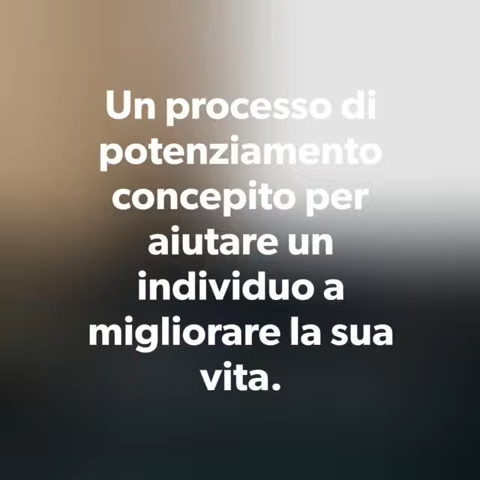 Un processo di
potenziamento
concepito per
aiutare un
individuo a
migliorare la sua
vita.